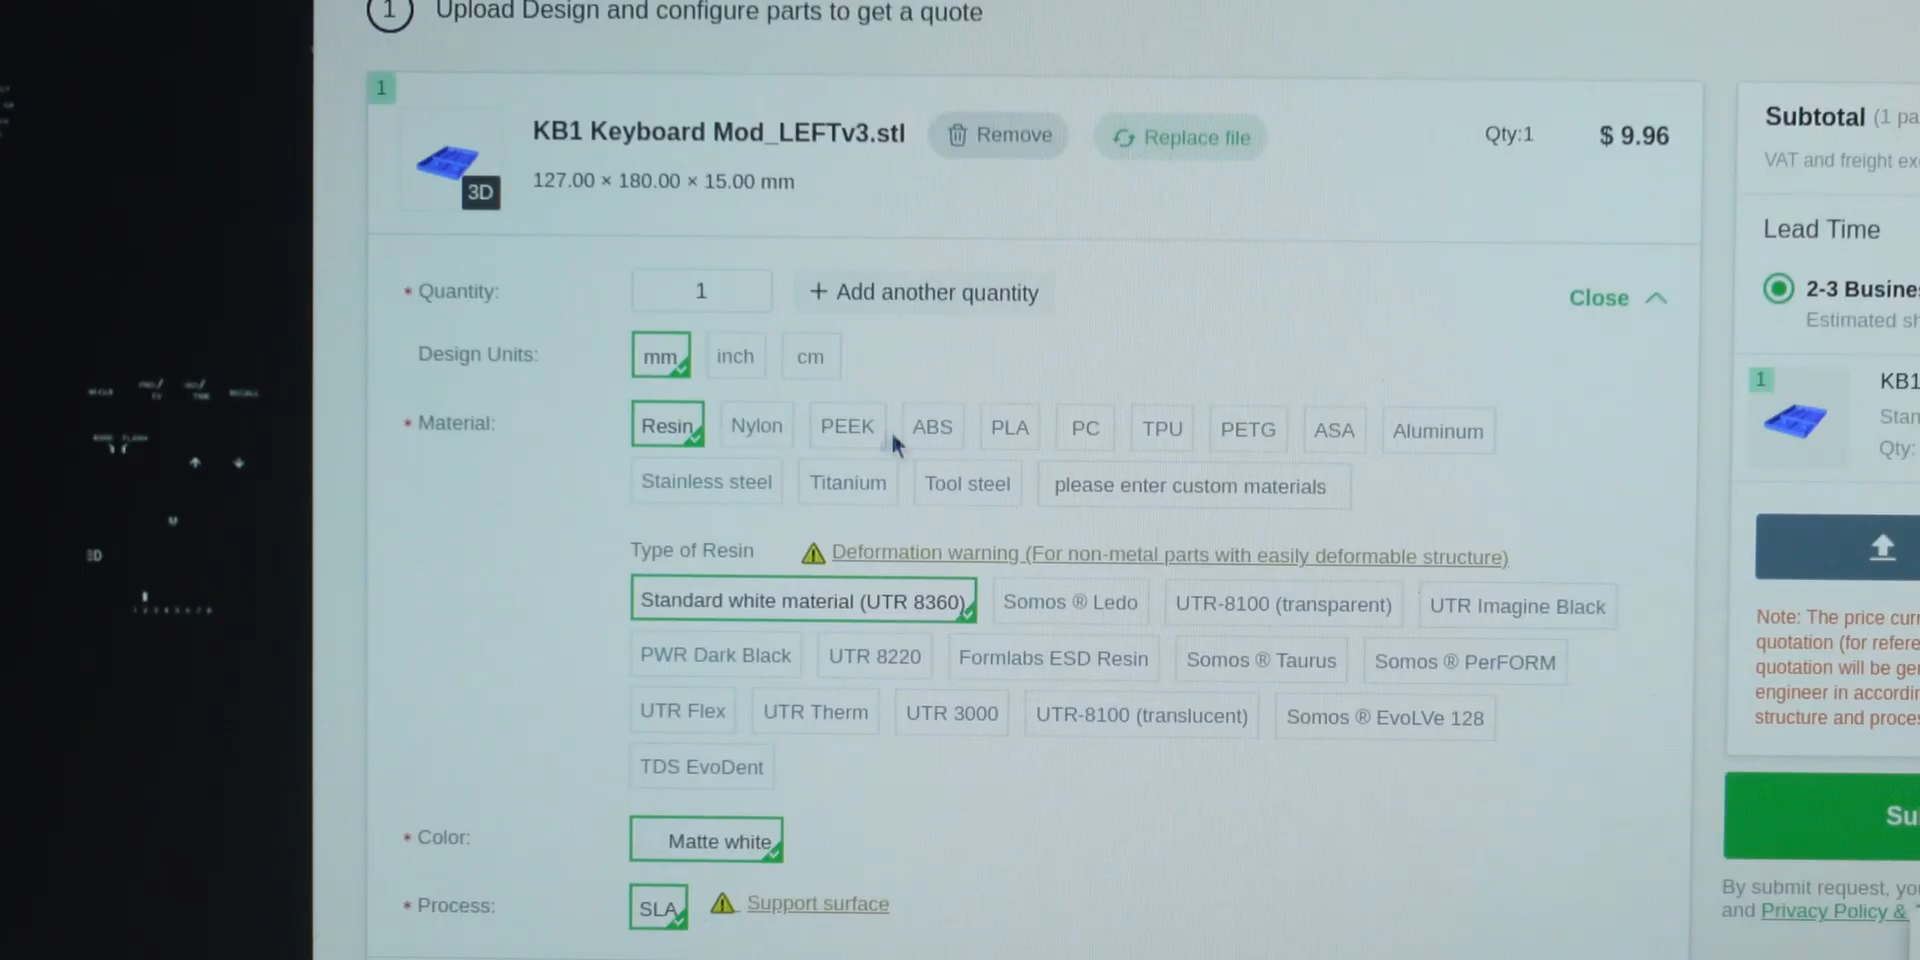 1 Upload Design and configure parts to get a quote
1
KB1 Keyboard Mod_LEFTv3.stl Remove Replace file Qty:1 $ 9.96
3D
127.00 × 180.00 × 15.00 mm
* Quantity: 1 + Add another quantity Close
Design Units: mm inch cm
* Material: Resin Nylon PEEK ABS PLA PC TPU PETG ASA Aluminum
Stainless steel Titanium Tool steel please enter custom materials
Type of Resin Deformation warning (For non-metal parts with easily deformable structure)
Standard white material (UTR 8360) Somos ® Ledo UTR-8100 (transparent) UTR Imagine Black
PWR Dark Black UTR 8220 Formlabs ESD Resin Somos ® Taurus Somos ® PerFORM
UTR Flex UTR Therm UTR 3000 UTR-8100 (translucent) Somos ® EvoLVe 128
TDS EvoDent
* Color: Matte white
* Process: SLA Support surface
Subtotal (1 pa
VAT and freight ex
Lead Time
2-3 Busine
Estimated sh
1
KB1
Stan
Qty:
Note: The price curr
quotation (for refere
quotation will be ge
engineer in accordin
structure and proce
Su
By submit request, yo
and Privacy Policy &